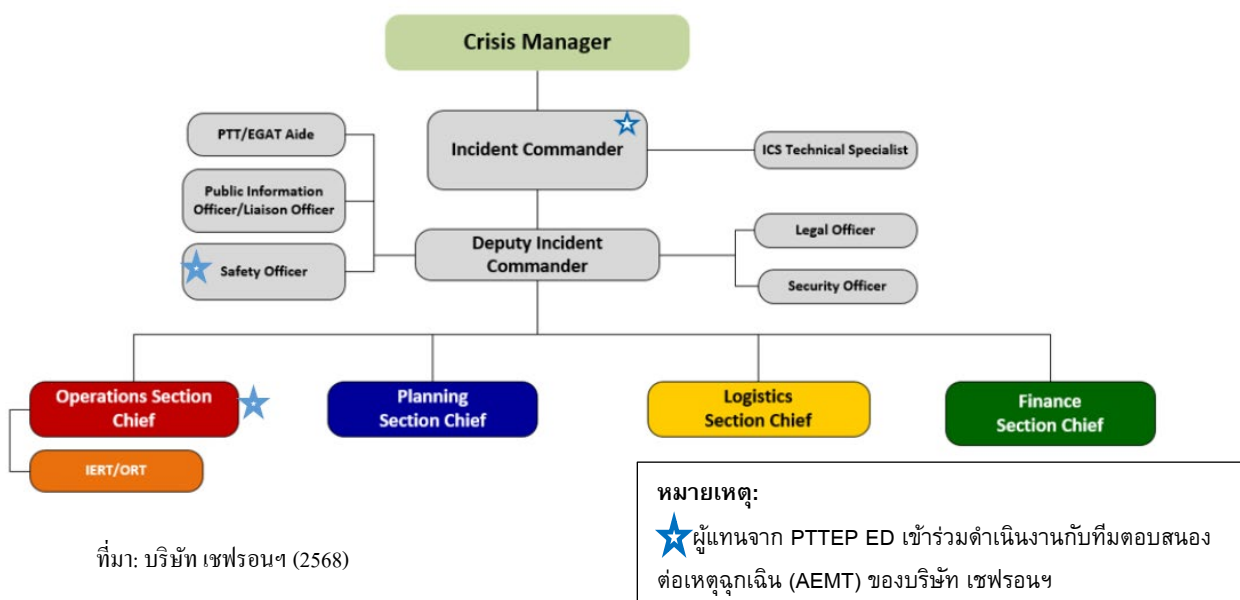 Crisis Manager
Incident Commander
PTT/EGAT Aide
ICS Technical Specialist
Public Information
Officer/Liaison Officer
Legal Officer
Deputy Incident
Commander
Safety Officer
Security Officer
Operations Section
Chief
Planning
Section Chief
Logistics
Section Chief
Finance
Section Chief
IERT/ORT
หมายเหตุ:
ผู้แทนจาก PTTEP ED เข้าร่วมดำเนินงานกับทีมตอบสนอง
ต่อเหตุฉุกเฉิน (AEMT) ของบริษัท เชฟรอนฯ
ที่มา: บริษัท เชฟรอนฯ (2568)